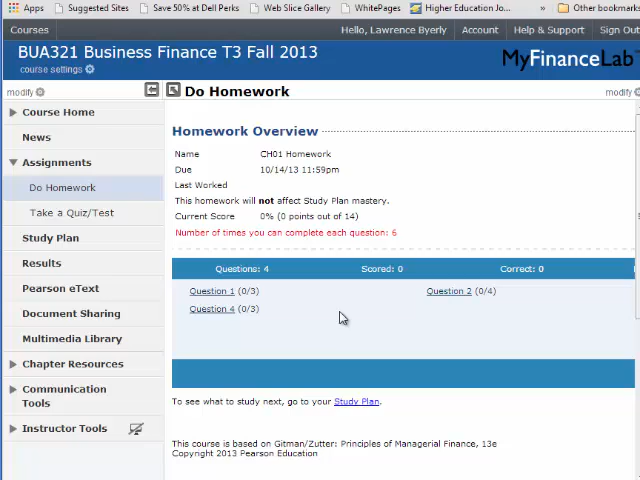 Apps Suggested Sites Save 50% at Dell Perks Web Slice Gallery WhitePages Higher Education Jo... » Other bookmarks
Courses Hello, Lawrence Byerly Account Help & Support Sign Out
BUA321 Business Finance T3 Fall 2013
course settings
MyFinanceLab™
modify
Do Homework
modify
Course Home
News
Assignments
Do Homework
Take a Quiz/Test
Study Plan
Results
Pearson eText
Document Sharing
Multimedia Library
Chapter Resources
Communication
Tools
Instructor Tools
Homework Overview
Name CH01 Homework
Due 10/14/13 11:59pm
Last Worked
This homework will not affect Study Plan mastery.
Current Score 0% (0 points out of 14)
Number of times you can complete each question: 6
Questions: 4 Scored: 0 Correct: 0
Question 1 (0/3) Question 2 (0/4)
Question 4 (0/3)
To see what to study next, go to your Study Plan.
This course is based on Gitman/Zutter: Principles of Managerial Finance, 13e
Copyright 2013 Pearson Education